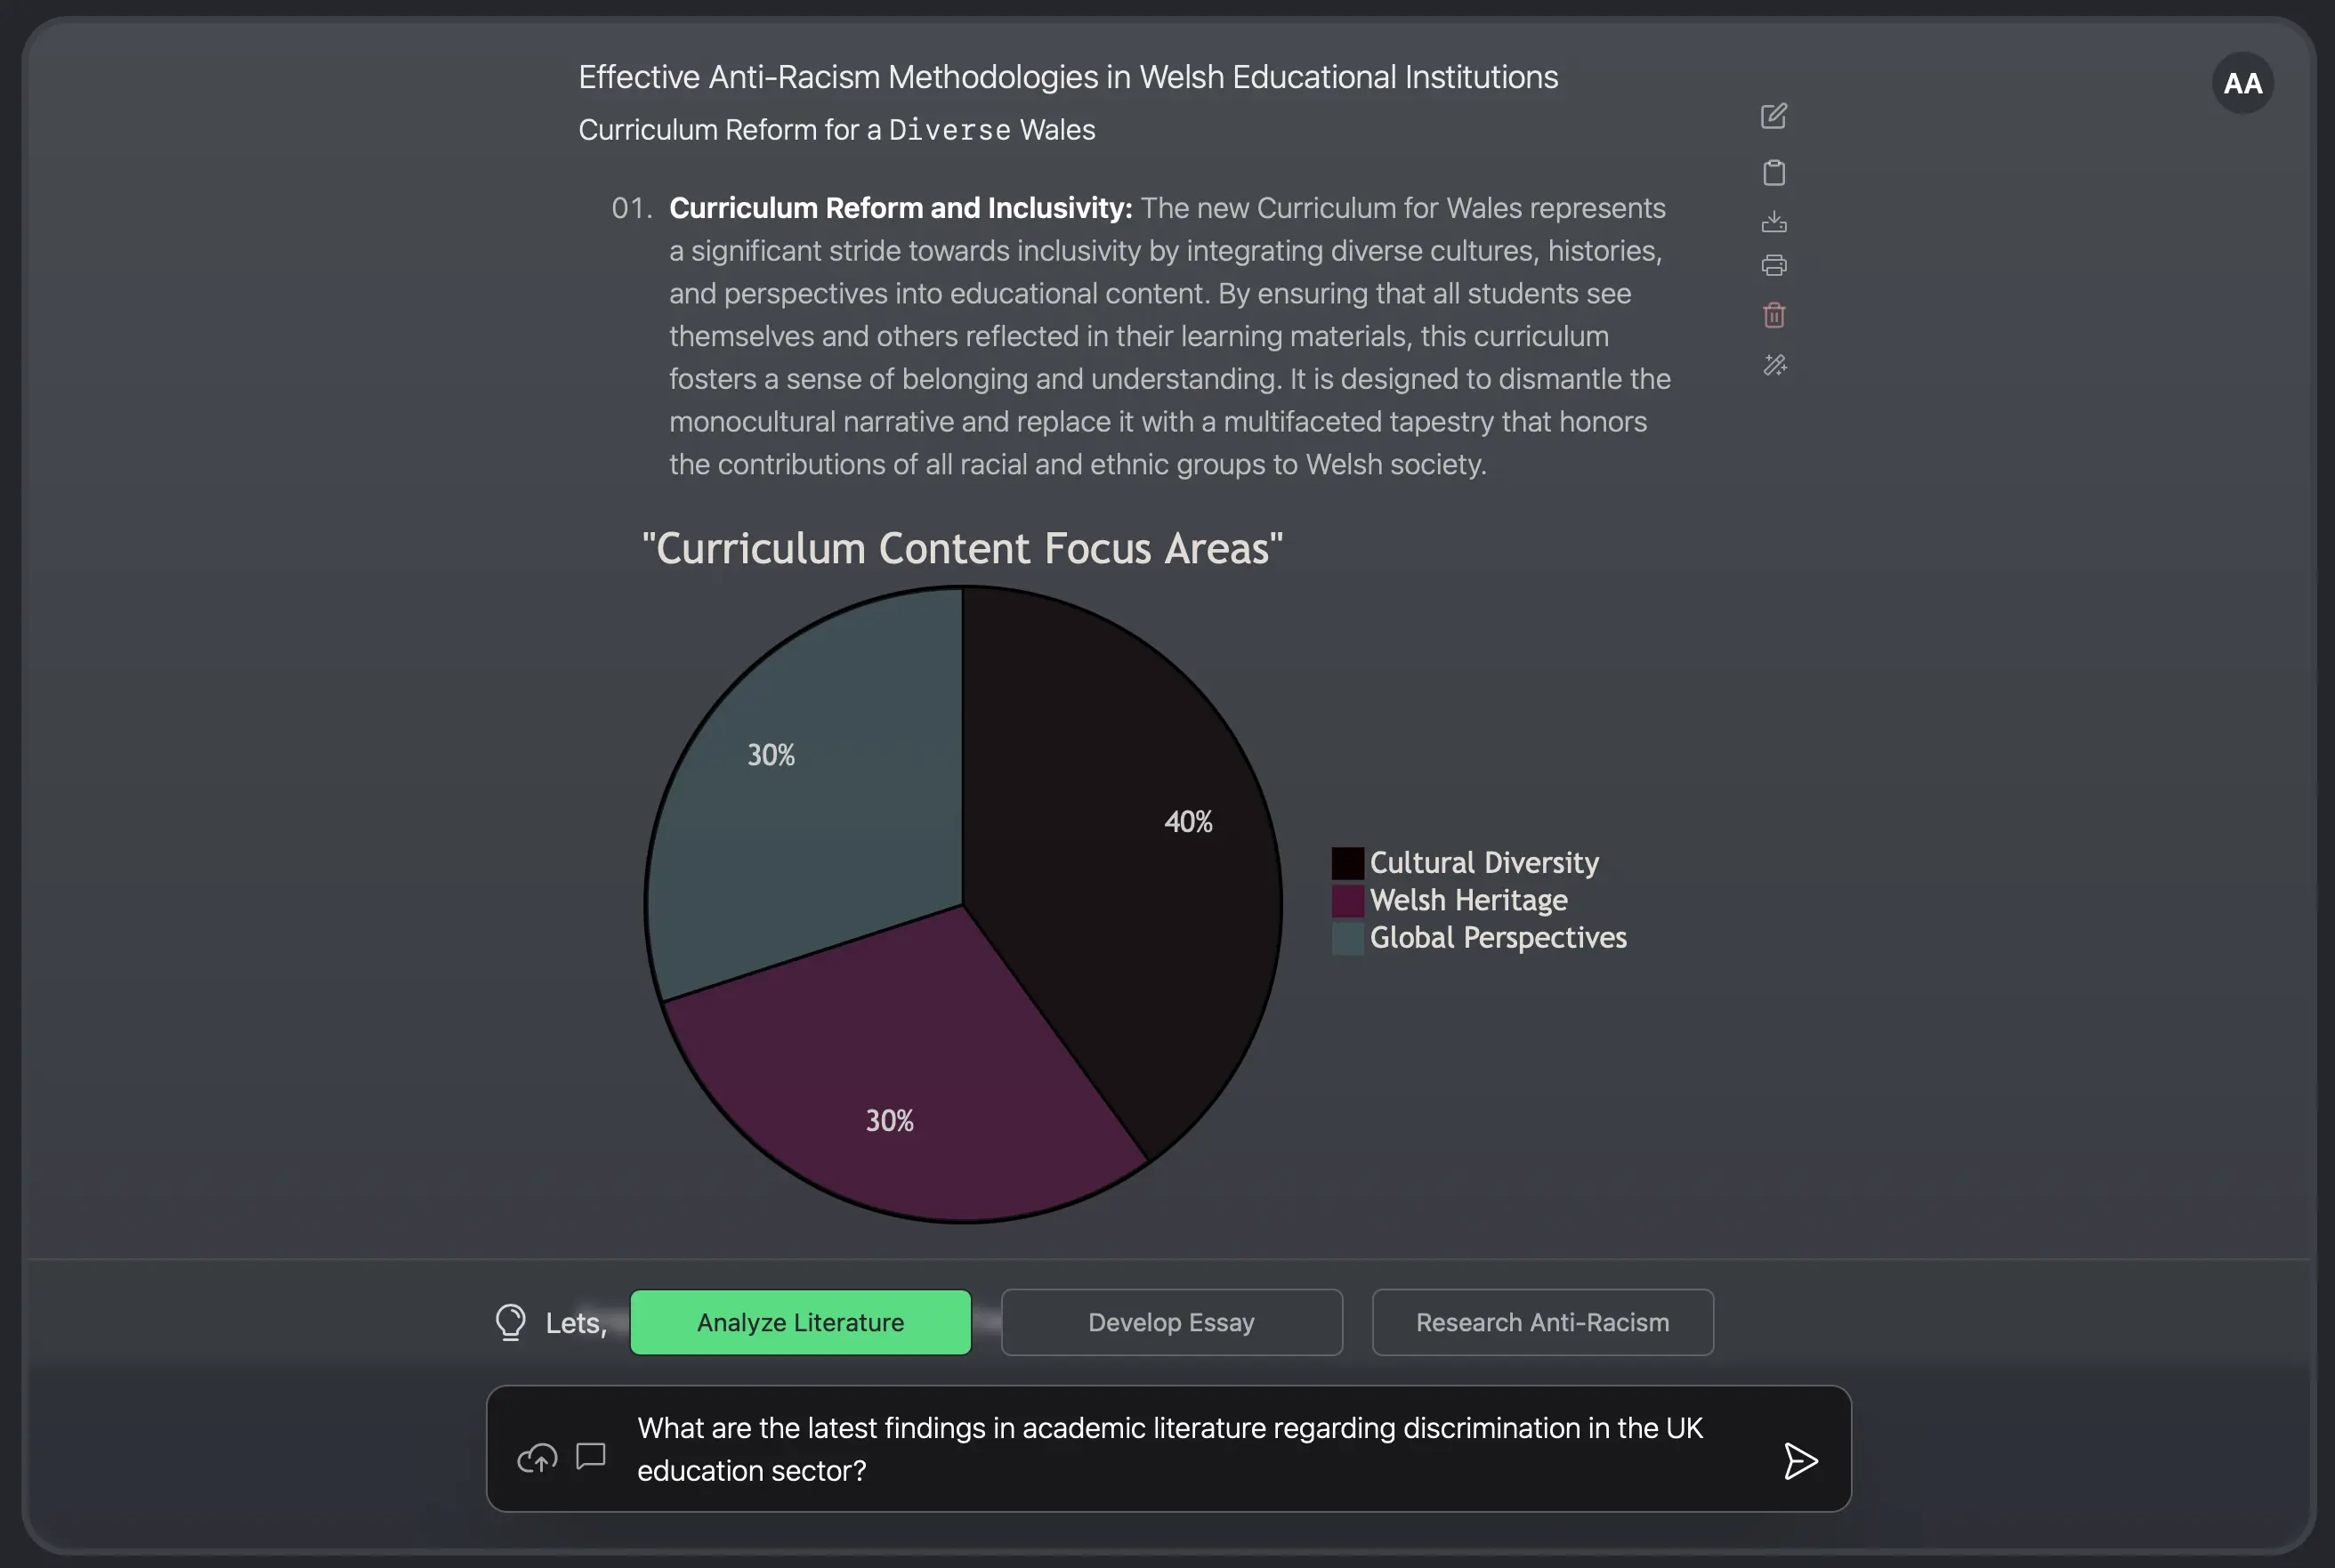 AA
Effective Anti-Racism Methodologies in Welsh Educational Institutions
Curriculum Reform for a Diverse Wales
01. Curriculum Reform and Inclusivity: The new Curriculum for Wales represents
a significant stride towards inclusivity by integrating diverse cultures, histories,
and perspectives into educational content. By ensuring that all students see
themselves and others reflected in their learning materials, this curriculum
fosters a sense of belonging and understanding. It is designed to dismantle the
monocultural narrative and replace it with a multifaceted tapestry that honors
the contributions of all racial and ethnic groups to Welsh society.
"Curriculum Content Focus Areas"
30%
40%
30%
Cultural Diversity
Welsh Heritage
Global Perspectives
Lets,
Analyze Literature
Develop Essay
Research Anti-Racism
What are the latest findings in academic literature regarding discrimination in the UK
education sector?